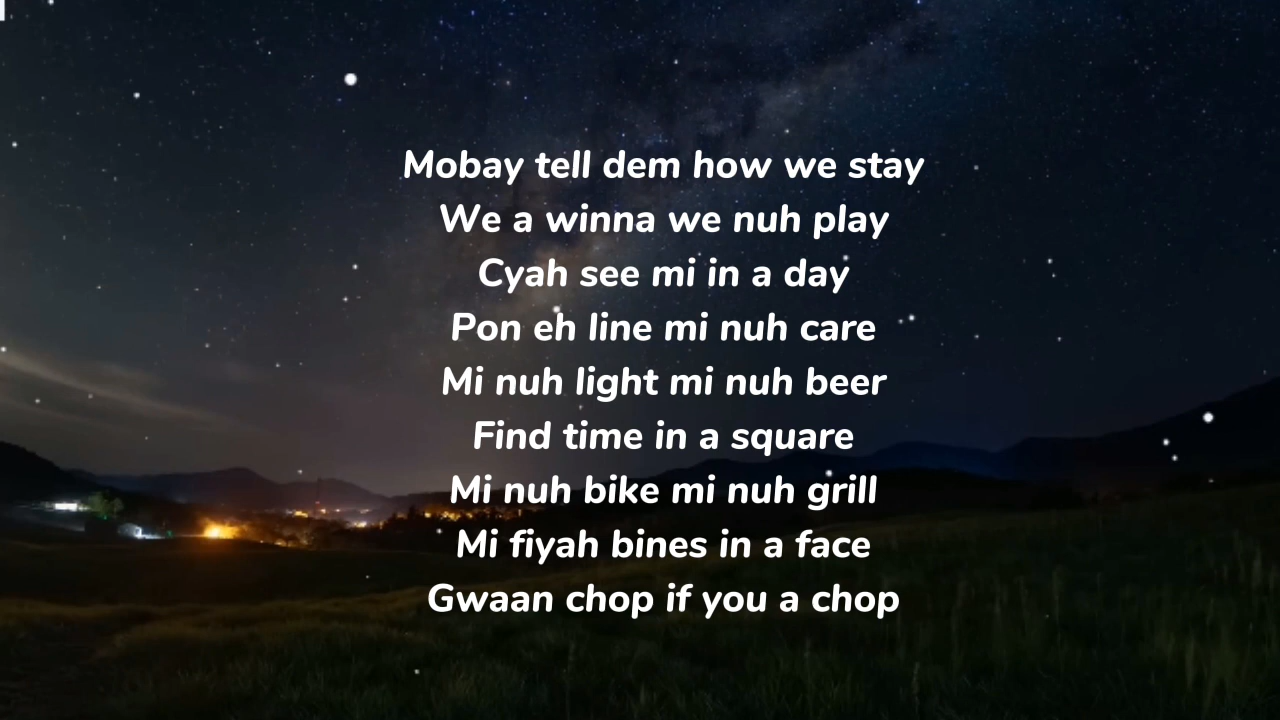 Mobay tell dem how we stay
We a winna we nuh play
Cyah see mi in a day
Pon eh line mi nuh care
Mi nuh light mi nuh beer
Find time in a square
Mi nuh bike mi nuh grill
Mi fiyah bines in a face
Gwaan chop if you a chop